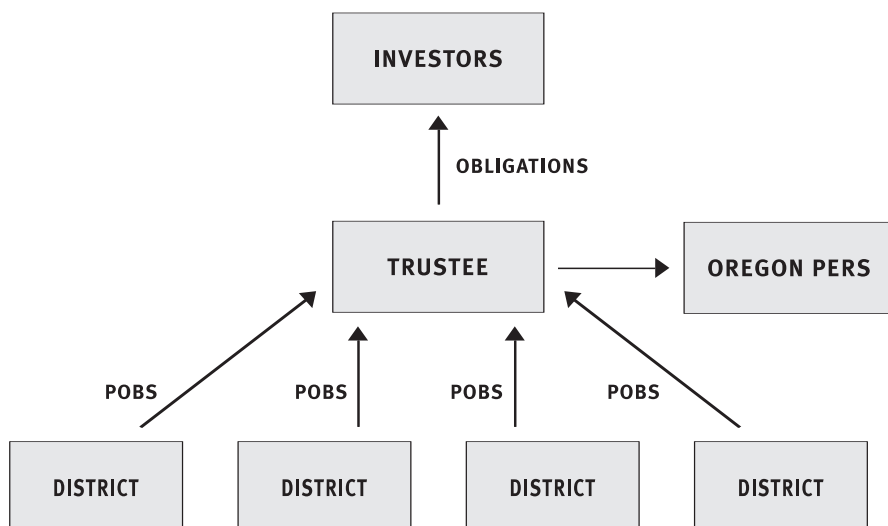 INVESTORS
OBLIGATIONS
TRUSTEE
OREGON PERS
POBS
POBS
POBS
POBS
DISTRICT
DISTRICT
DISTRICT
DISTRICT